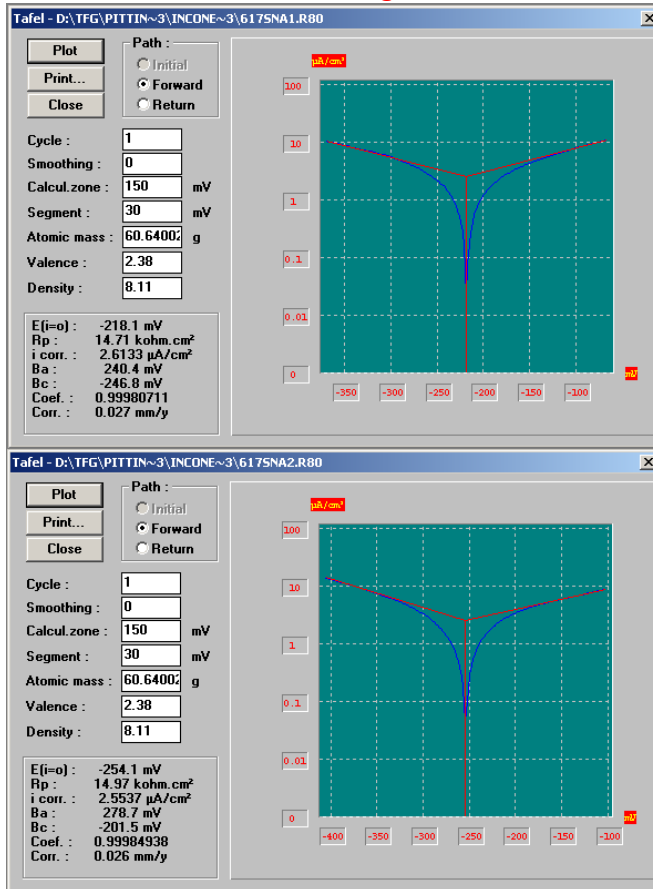 Tafel - D:\TFG\PITTIN~3\INCONE~3\617SNA1.R80
Plot
Print...
Close
Path :
Initial
Forward
Return
Cycle : 1
Smoothing : 0
Calcul.zone : 150 mV
Segment : 30 mV
Atomic mass : 60.64002 g
Valence : 2.38
Density : 8.11
E(i=o) : -218.1 mV
Rp : 14.71 kohm.cm²
i corr. : 2.6133 µA/cm²
Ba : 240.4 mV
Bc : -246.8 mV
Coef. : 0.99980711
Corr. : 0.027 mm/y
µA/cm²
100
10
1
0.1
0.01
0
mV
-350 -300 -250 -200 -150 -100
Tafel - D:\TFG\PITTIN~3\INCONE~3\617SNA2.R80
Plot
Print...
Close
Path :
Initial
Forward
Return
Cycle : 1
Smoothing : 0
Calcul.zone : 150 mV
Segment : 30 mV
Atomic mass : 60.64002 g
Valence : 2.38
Density : 8.11
E(i=o) : -254.1 mV
Rp : 14.97 kohm.cm²
i corr. : 2.5537 µA/cm²
Ba : 278.7 mV
Bc : -201.5 mV
Coef. : 0.99984938
Corr. : 0.026 mm/y
µA/cm²
100
10
1
0.1
0.01
0
mV
-400 -350 -300 -250 -200 -150 -100